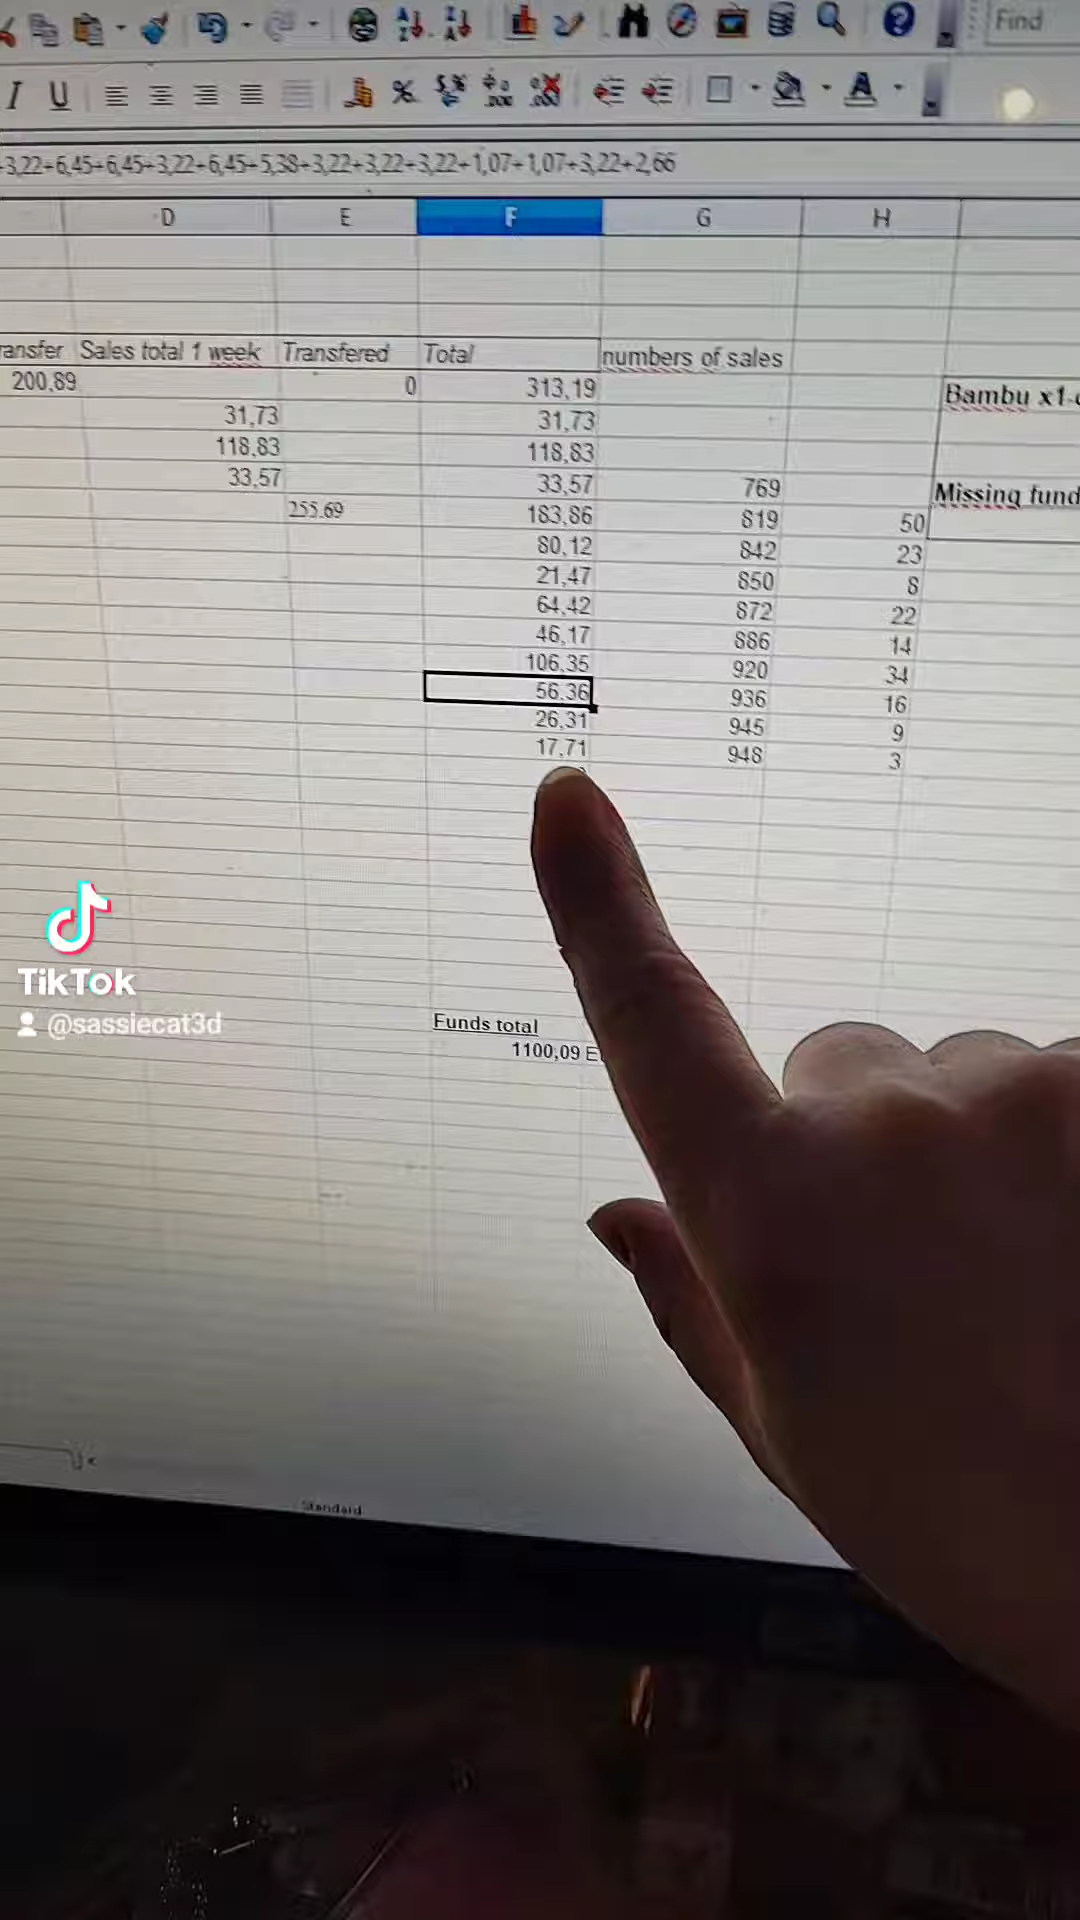 Find
I U
3,22+6,45+6,45+3,22+6,45+5,38+3,22+3,22+3,22+1,07+1,07+3,22+2,66
D E F G H
ransfer Sales total 1 week Transfered Total numbers of sales
200,89 0 313,19
Bambu x1-c
31,73 31,73
118,83 118,83
33,57 33,57 769
Missing fund
255.69 183,86 819 50
80,12 842 23
21,47 850 8
64,42 872 22
46,17 886 14
106,35 920 34
56,36 936 16
26,31 945 9
17,71 948 3
TikTok
@sassiecat3d
Funds total
1100,09 E
Standard